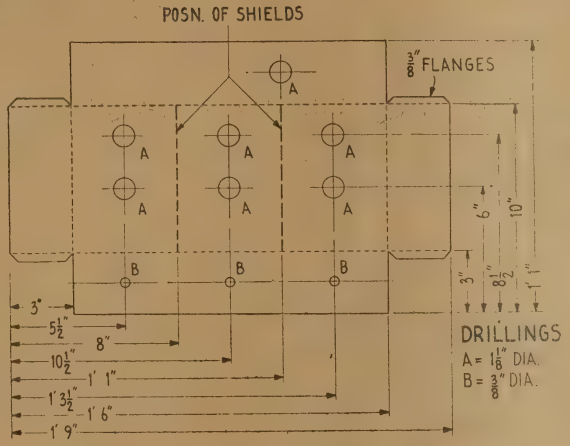 POSN. OF SHIELDS
3/8" FLANGES
A
A
A
A
A
A
A
B
B
B
3"
6"
8 1/2"
10"
1' 1"
3"
5 1/2"
8"
10 1/2"
1' 1"
1' 3 1/2"
1' 6"
1' 9"
DRILLINGS
A = 1 1/8" DIA.
B = 3/8" DIA.